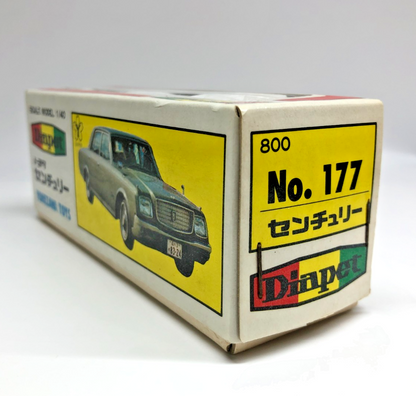 SCALE MODEL 1/40
Diapet
トヨタ
センチュリー
YONEZAWA TOYS
Y
800
No. 177
センチュリー
Diapet